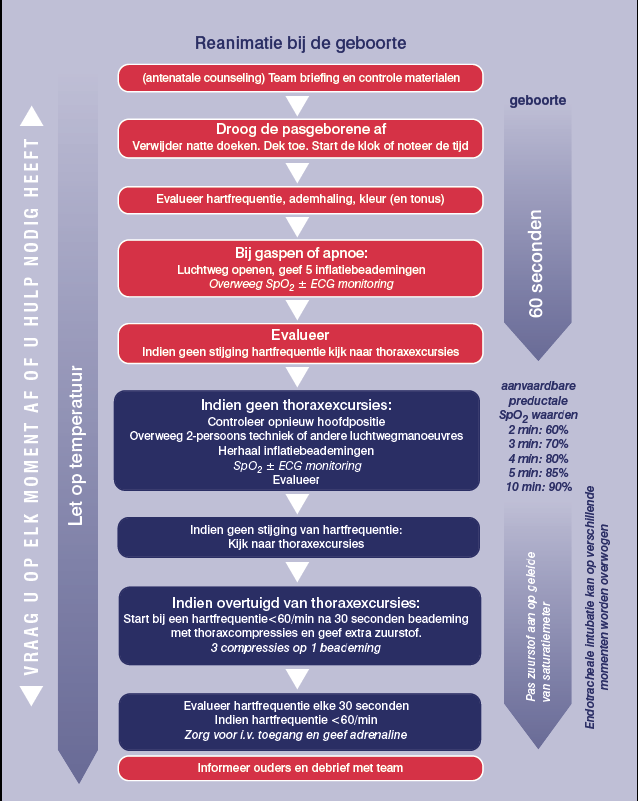 Reanimatie bij de geboorte
(antenatale counseling) Team briefing en controle materialen
Droog de pasgeborene af
Verwijder natte doeken. Dek toe. Start de klok of noteer de tijd
Evalueer hartfrequentie, ademhaling, kleur (en tonus)
Bij gaspen of apnoe:
Luchtweg openen, geef 5 inflatiebeademingen
Overweeg SpO2 ± ECG monitoring
Evalueer
Indien geen stijging hartfrequentie kijk naar thoraxexcursies
Indien geen thoraxexcursies:
Controleer opnieuw hoofdpositie
Overweeg 2-persoons techniek of andere luchtwegmanoeuvres
Herhaal inflatiebeademingen
SpO2 ± ECG monitoring
Evalueer
Indien geen stijging van hartfrequentie:
Kijk naar thoraxexcursies
Indien overtuigd van thoraxexcursies:
Start bij een hartfrequentie<60/min na 30 seconden beademing
met thoraxcompressies en geef extra zuurstof.
3 compressies op 1 beademing
Evalueer hartfrequentie elke 30 seconden
Indien hartfrequentie <60/min
Zorg voor i.v. toegang en geef adrenaline
Informeer ouders en debrief met team
VRAAG U OP ELK MOMENT AF OF U HULP NODIG HEEFT
Let op temperatuur
geboorte
60 seconden
aanvaardbare
preductale
SpO2 waarden
2 min: 60%
3 min: 70%
4 min: 80%
5 min: 85%
10 min: 90%
Pas zuurstof aan op geleide
van saturatiemeter
Endotracheale intubatie kan op verschillende
momenten worden overwogen